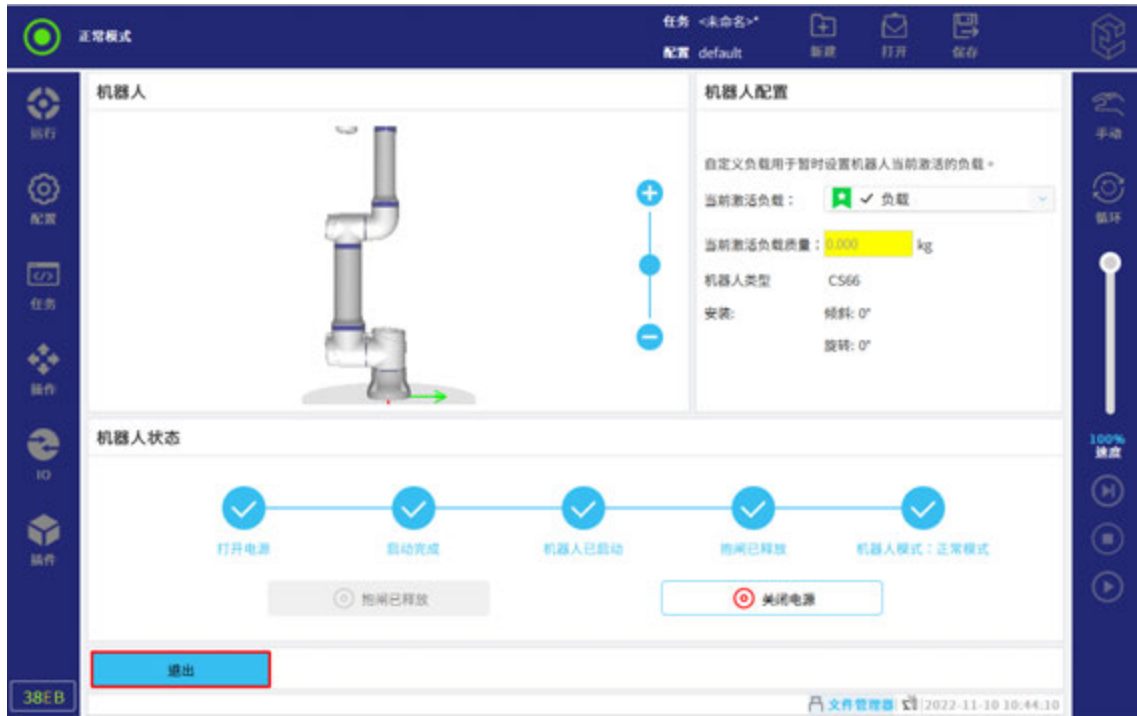 正常模式
任务 <未命名>*
配置 default
新建
打开
保存
运行
配置
任务
操作
IO
插件
38EB
机器人
机器人配置
自定义负载用于暂时设置机器人当前激活的负载。
当前激活负载： 负载
当前激活负载质量：0.000 kg
机器人类型 CS66
安装: 倾斜: 0°
旋转: 0°
机器人状态
打开电源
启动完成
机器人已启动
抱闸已释放
机器人模式：正常模式
抱闸已释放
关闭电源
退出
文件管理器 2022-11-10 10:44:10
手动
循环
100%
速度